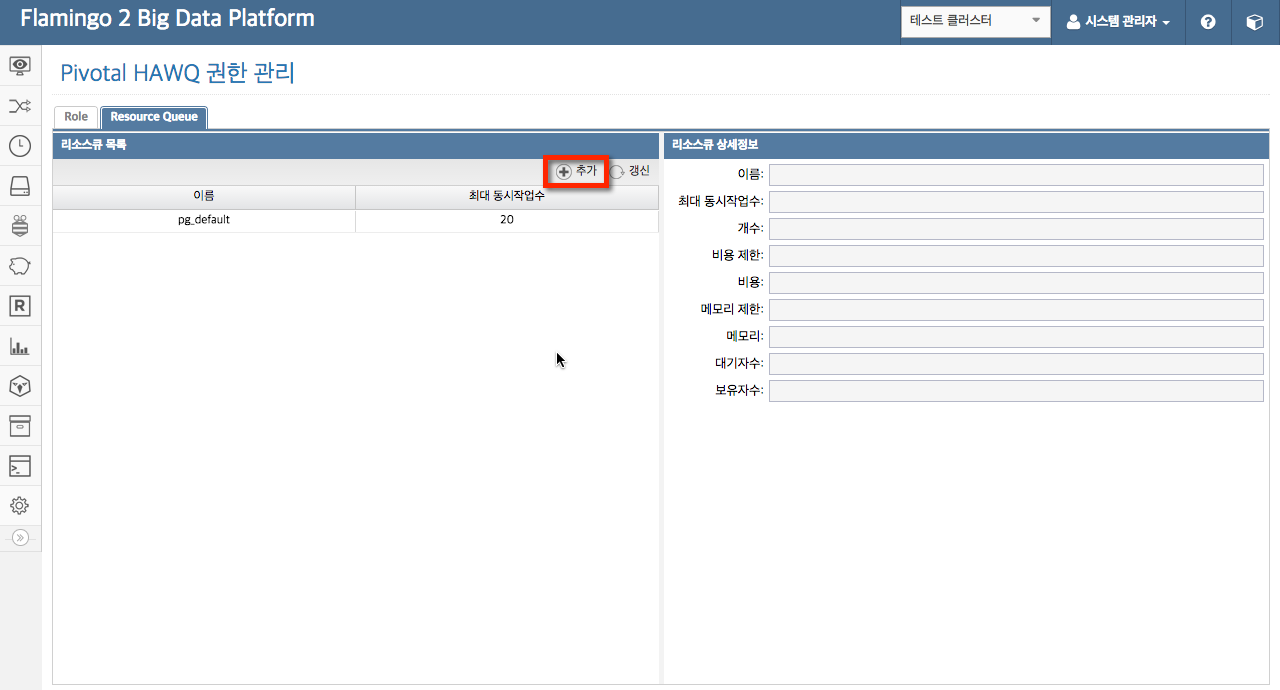 Flamingo 2 Big Data Platform
테스트 클러스터
시스템 관리자
Pivotal HAWQ 권한 관리
Role
Resource Queue
리소스큐 목록
추가
갱신
이름
최대 동시작업수
pg_default
20
리소스큐 상세정보
이름:
최대 동시작업수:
개수:
비용 제한:
비용:
메모리 제한:
메모리:
대기자수:
보유자수:
R